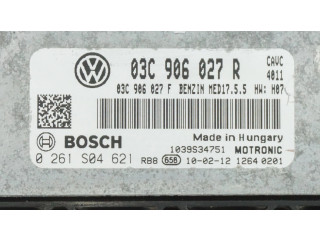 03C 906 027 R
CAVC
4011
03C 906 027 F BENZIN MED17.5.5 HW: H07
BOSCH
Made in Hungary
1039S34751 MOTRONIC
0 261 S04 621
RB8 658 10-02-12 1264 0201